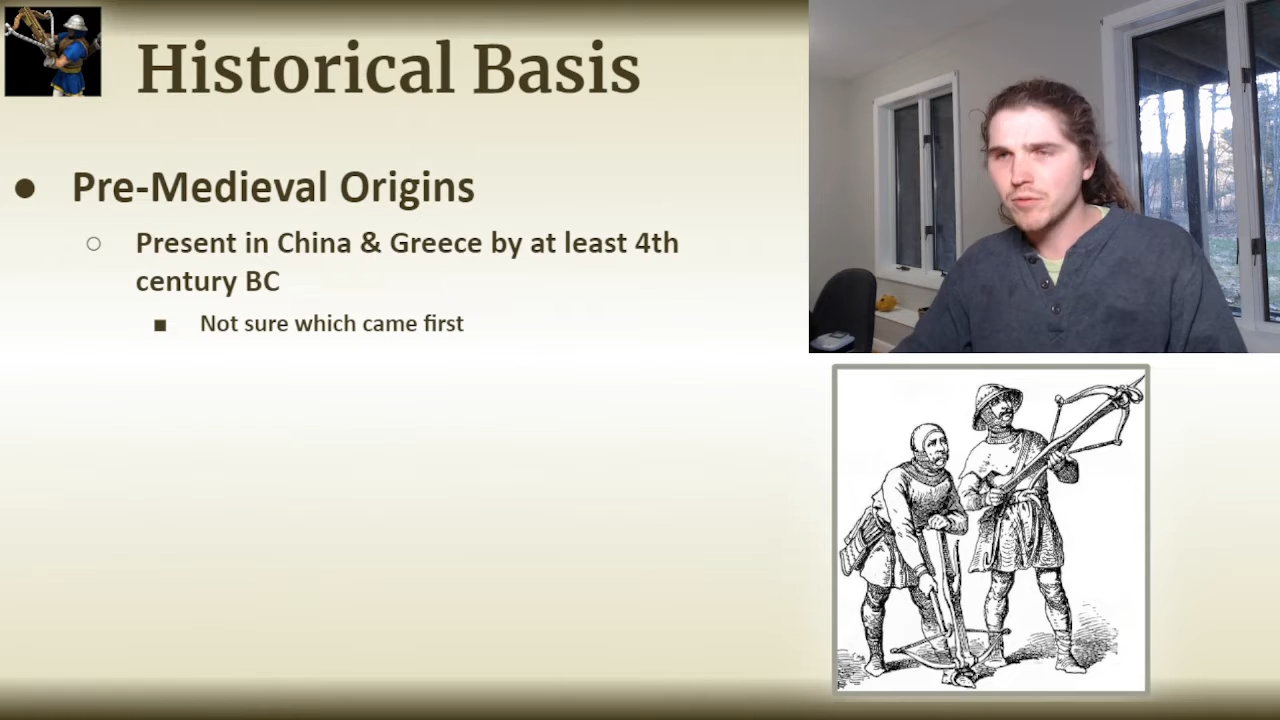 Historical Basis
Pre-Medieval Origins
Present in China & Greece by at least 4th
century BC
Not sure which came first